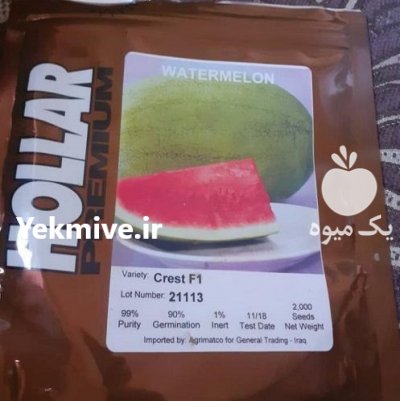 HOLLAR
PREMIUM
WATERMELON
Yekmive.ir
یک میوه
Variety: Crest F1
Lot Number: 21113
99% 90% 1% 11/18 2,000 Seeds
Purity Germination Inert Test Date Net Weight
Imported by: Agrimatco for General Trading - Iraq